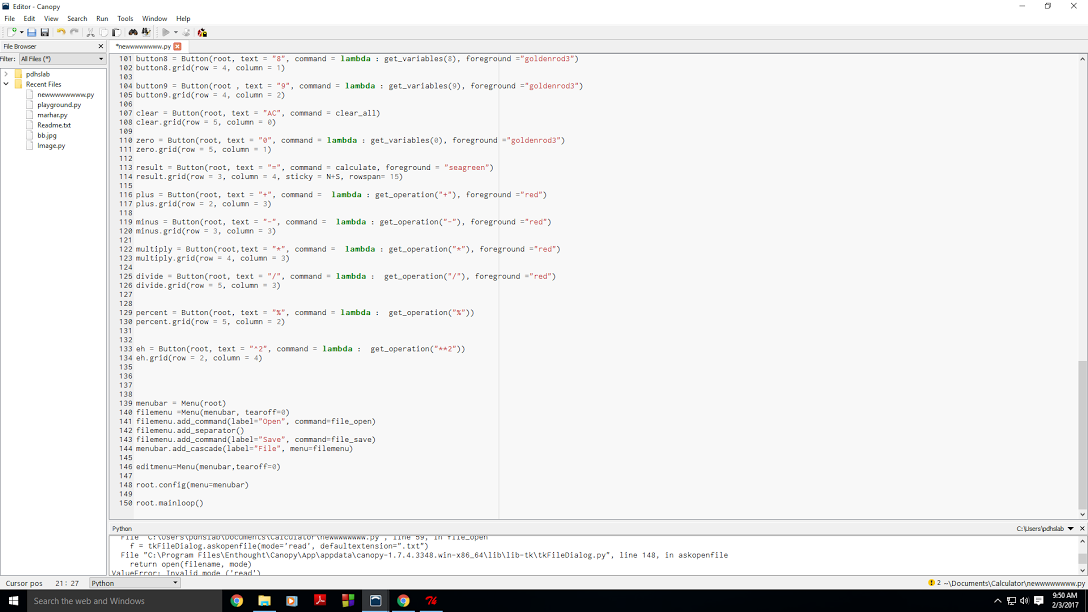 Editor - Canopy
File Edit View Search Run Tools Window Help
File Browser
Filter: All Files (*)
pdhslab
Recent Files
newwwwwwww.py
playground.py
marhar.py
Readme.txt
bb.jpg
Image.py
*newwwwwwww.py
101 button8 = Button(root, text = "8", command = lambda : get_variables(8), foreground ="goldenrod3")
102 button8.grid(row = 4, column = 1)
103
104 button9 = Button(root , text = "9", command = lambda : get_variables(9), foreground ="goldenrod3")
105 button9.grid(row = 4, column = 2)
106
107 clear = Button(root, text = "AC", command = clear_all)
108 clear.grid(row = 5, column = 0)
109
110 zero = Button(root, text = "0", command = lambda : get_variables(0), foreground ="goldenrod3")
111 zero.grid(row = 5, column = 1)
112
113 result = Button(root, text = "=", command = calculate, foreground = "seagreen")
114 result.grid(row = 3, column = 4, sticky = N+S, rowspan= 15)
115
116 plus = Button(root, text = "+", command =  lambda : get_operation("+"), foreground ="red")
117 plus.grid(row = 2, column = 3)
118
119 minus = Button(root, text = "-", command =  lambda : get_operation("-"), foreground ="red")
120 minus.grid(row = 3, column = 3)
121
122 multiply = Button(root,text = "*", command =  lambda : get_operation("*"), foreground ="red")
123 multiply.grid(row = 4, column = 3)
124
125 divide = Button(root, text = "/", command = lambda :  get_operation("/"), foreground ="red")
126 divide.grid(row = 5, column = 3)
127
128
129 percent = Button(root, text = "%", command = lambda :  get_operation("%"))
130 percent.grid(row = 5, column = 2)
131
132
133 eh = Button(root, text = "^2", command = lambda :  get_operation("**2"))
134 eh.grid(row = 2, column = 4)
135
136
137
138
139 menubar = Menu(root)
140 filemenu =Menu(menubar, tearoff=0)
141 filemenu.add_command(label="Open", command=file_open)
142 filemenu.add_separator()
143 filemenu.add_command(label="Save", command=file_save)
144 menubar.add_cascade(label="File", menu=filemenu)
145
146 editmenu=Menu(menubar,tearoff=0)
147
148 root.config(menu=menubar)
149
150 root.mainloop()
Python C:\Users\pdhslab
File "C:\Users\pdhslab\Documents\Calculator\newwwwwwww.py", line 59, in file_open
f = tkFileDialog.askopenfile(mode='read', defaultextension=".txt")
File "C:\Program Files\Enthought\Canopy\App\appdata\canopy-1.7.4.3348.win-x86_64\lib\lib-tk\tkFileDialog.py", line 148, in askopenfile
return open(filename, mode)
ValueError: Invalid mode ('read')
Cursor pos 21 : 27 Python 2 ~\Documents\Calculator\newwwwwwww.py
Search the web and Windows
9:50 AM
2/3/2017